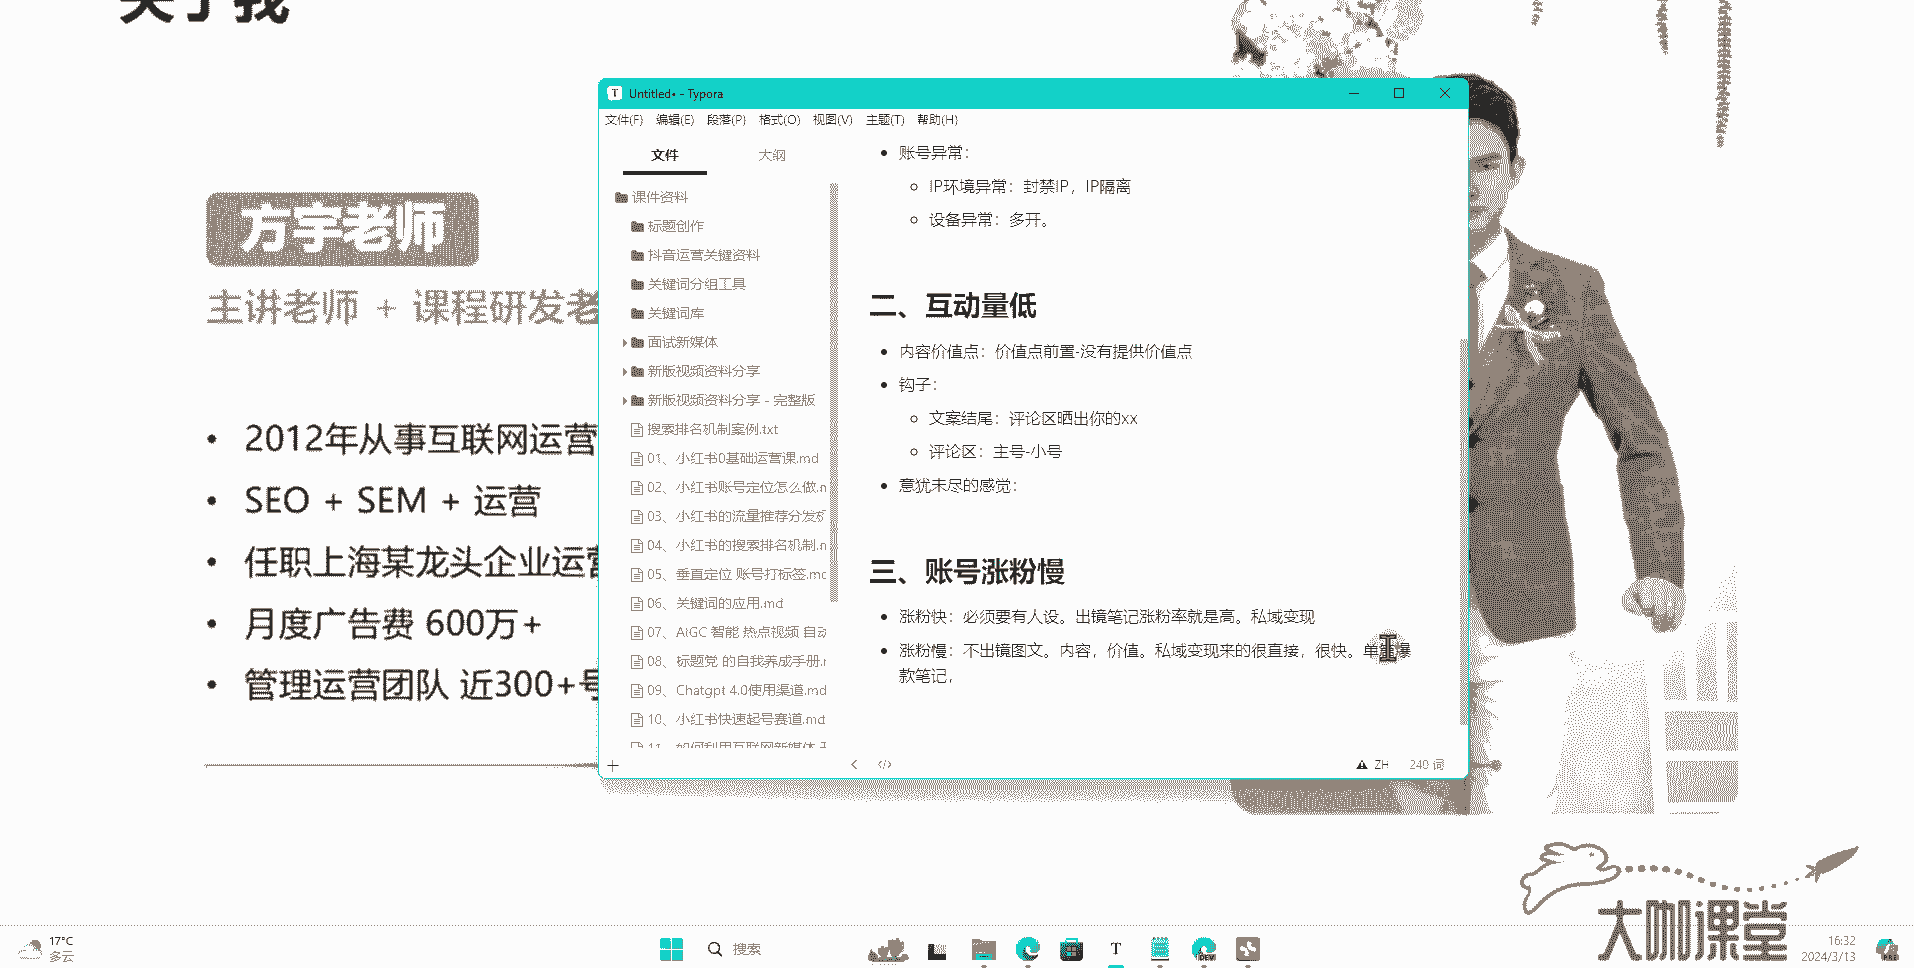 关于我
方宇老师
主讲老师 + 课程研发老
2012年从事互联网运营
SEO + SEM + 运营
任职上海某龙头企业运营
月度广告费 600万+
管理运营团队 近300+号
Untitled• - Typora
文件(F) 编辑(E) 段落(P) 格式(O) 视图(V) 主题(T) 帮助(H)
文件 大纲
课件资料
标题创作
抖音运营关键资料
关键词分组工具
关键词库
面试新媒体
新版视频资料分享
新版视频资料分享 - 完整版
搜索排名机制案例.txt
01、小红书0基础运营课.md
02、小红书账号定位怎么做.n
03、小红书的流量推荐分发机
04、小红书的搜索排名机制.n
05、垂直定位 账号打标签.mc
06、关键词的应用.md
07、AIGC 智能 热点视频 自动
08、标题党 的自我养成手册.r
09、Chatgpt 4.0使用渠道.md
10、小红书快速起号赛道.md
11、如何利用互联网新媒体
账号异常：
IP环境异常：封禁IP，IP隔离
设备异常：多开。
二、互动量低
内容价值点：价值点前置-没有提供价值点
钩子：
文案结尾：评论区晒出你的xx
评论区：主号-小号
意犹未尽的感觉：
三、账号涨粉慢
涨粉快：必须要有人设。出镜笔记涨粉率就是高。私域变现
涨粉慢：不出镜图文。内容，价值。私域变现来的很直接，很快。单篇爆
款笔记，
ZH 240 词
大咖课堂
17°C
多云
搜索
DEV
16:32
2024/3/13
PRE